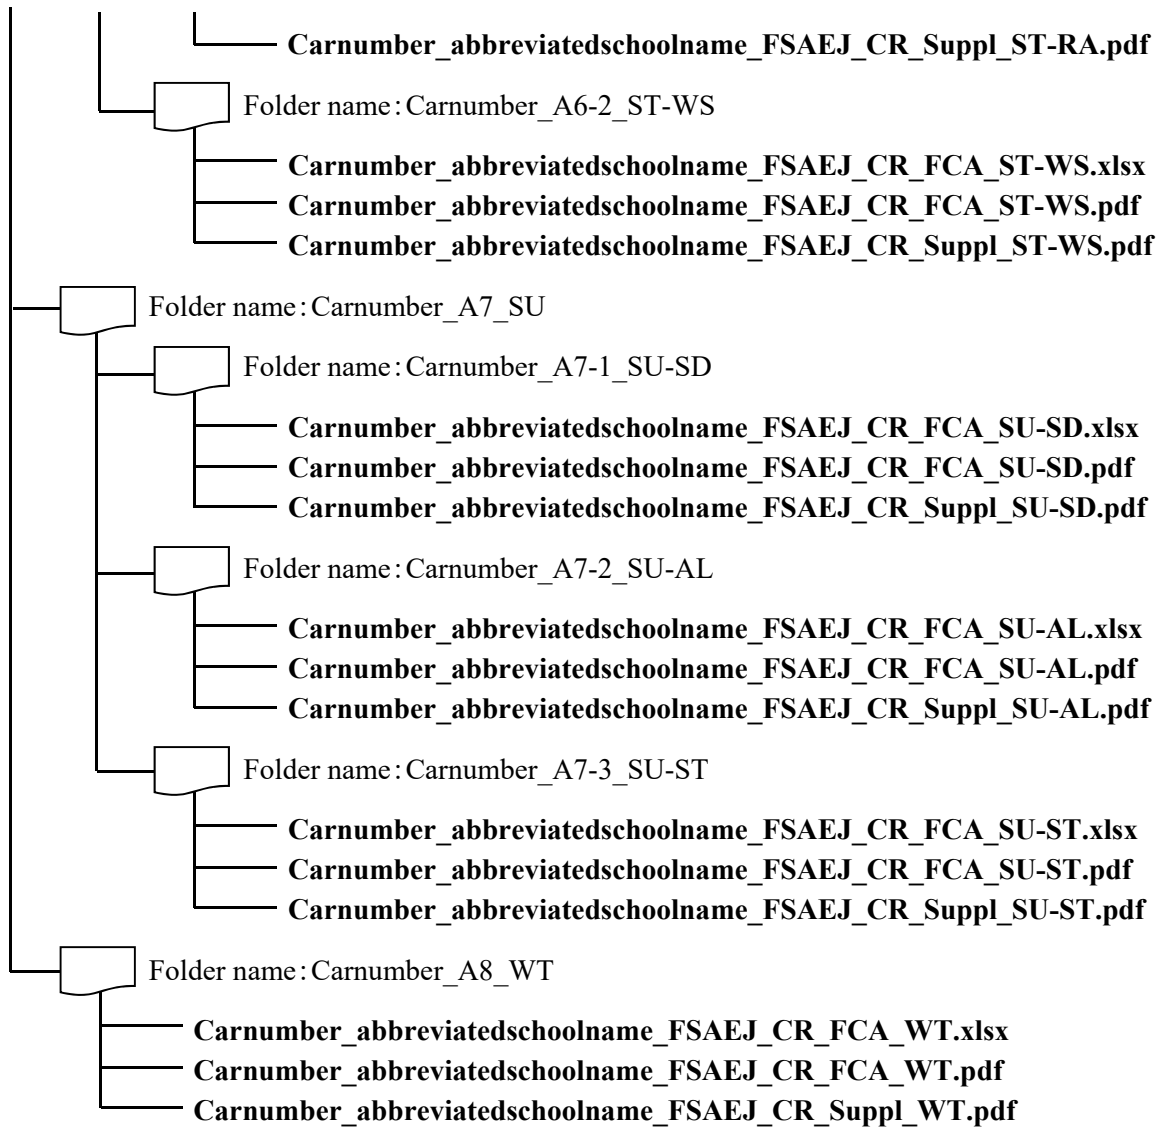 Carnumber_abbreviatedschoolname_FSAEJ_CR_Suppl_ST-RA.pdf
Folder name:Carnumber_A6-2_ST-WS
Carnumber_abbreviatedschoolname_FSAEJ_CR_FCA_ST-WS.xlsx
Carnumber_abbreviatedschoolname_FSAEJ_CR_FCA_ST-WS.pdf
Carnumber_abbreviatedschoolname_FSAEJ_CR_Suppl_ST-WS.pdf
Folder name:Carnumber_A7_SU
Folder name:Carnumber_A7-1_SU-SD
Carnumber_abbreviatedschoolname_FSAEJ_CR_FCA_SU-SD.xlsx
Carnumber_abbreviatedschoolname_FSAEJ_CR_FCA_SU-SD.pdf
Carnumber_abbreviatedschoolname_FSAEJ_CR_Suppl_SU-SD.pdf
Folder name:Carnumber_A7-2_SU-AL
Carnumber_abbreviatedschoolname_FSAEJ_CR_FCA_SU-AL.xlsx
Carnumber_abbreviatedschoolname_FSAEJ_CR_FCA_SU-AL.pdf
Carnumber_abbreviatedschoolname_FSAEJ_CR_Suppl_SU-AL.pdf
Folder name:Carnumber_A7-3_SU-ST
Carnumber_abbreviatedschoolname_FSAEJ_CR_FCA_SU-ST.xlsx
Carnumber_abbreviatedschoolname_FSAEJ_CR_FCA_SU-ST.pdf
Carnumber_abbreviatedschoolname_FSAEJ_CR_Suppl_SU-ST.pdf
Folder name:Carnumber_A8_WT
Carnumber_abbreviatedschoolname_FSAEJ_CR_FCA_WT.xlsx
Carnumber_abbreviatedschoolname_FSAEJ_CR_FCA_WT.pdf
Carnumber_abbreviatedschoolname_FSAEJ_CR_Suppl_WT.pdf